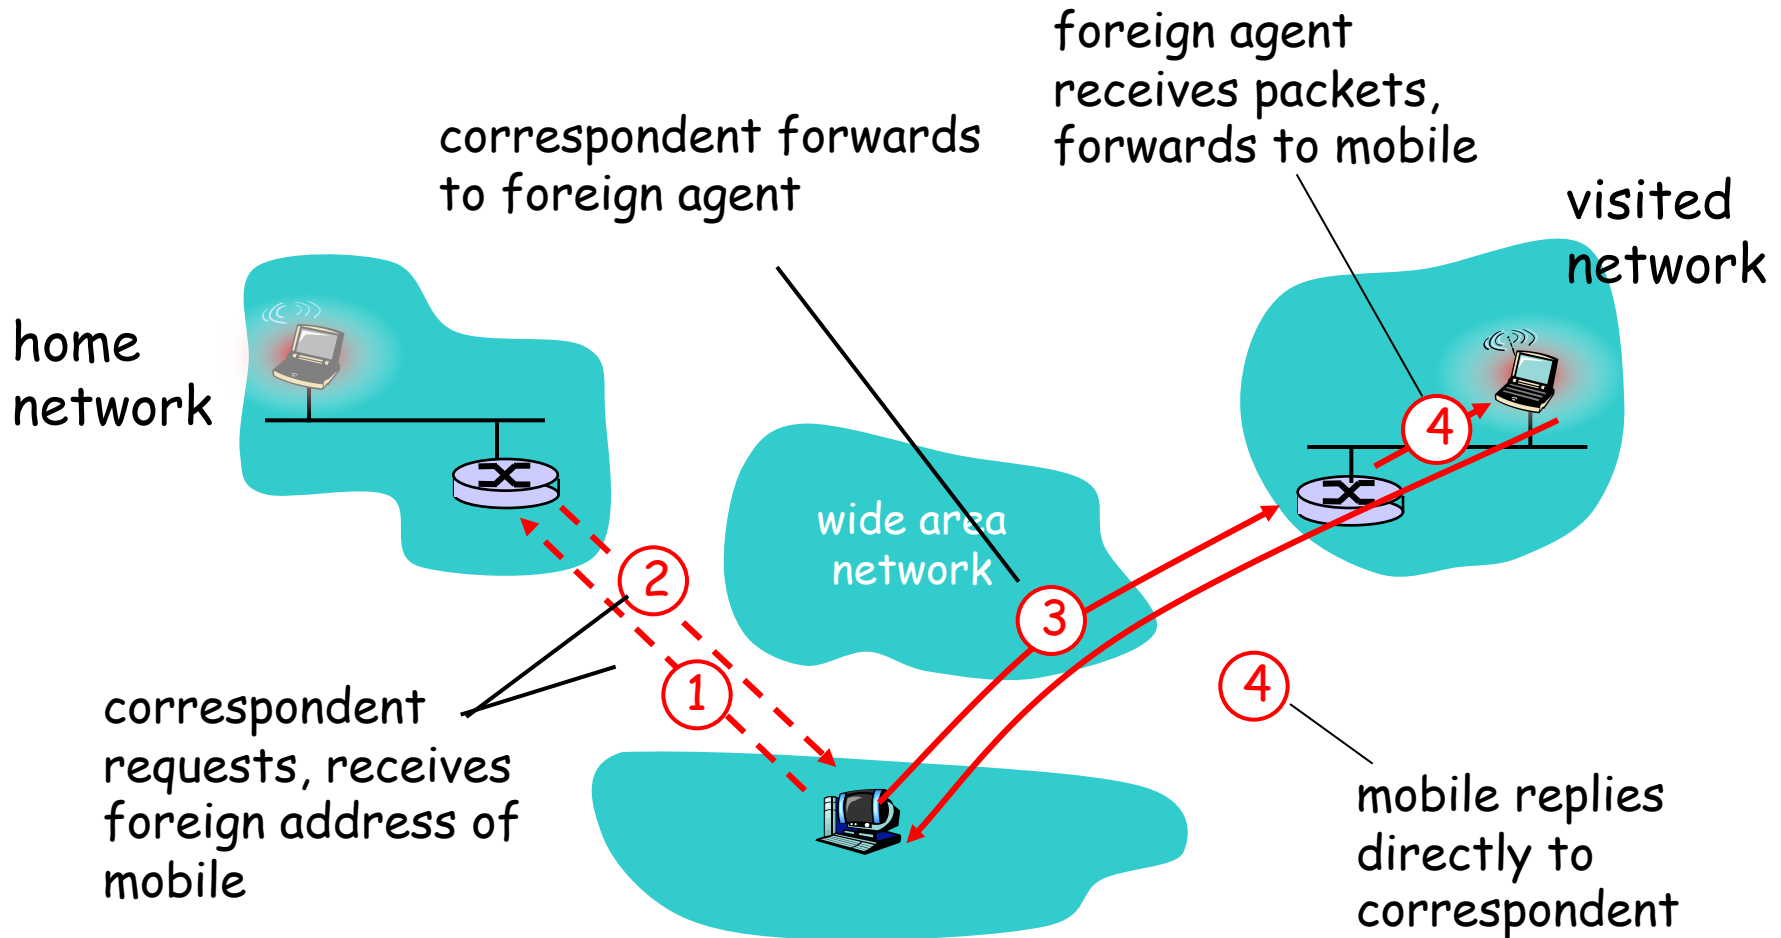 foreign agent
receives packets,
forwards to mobile
correspondent forwards
to foreign agent
visited
network
home
network
wide area
network
4
2
3
1
4
correspondent
requests, receives
foreign address of
mobile
mobile replies
directly to
correspondent